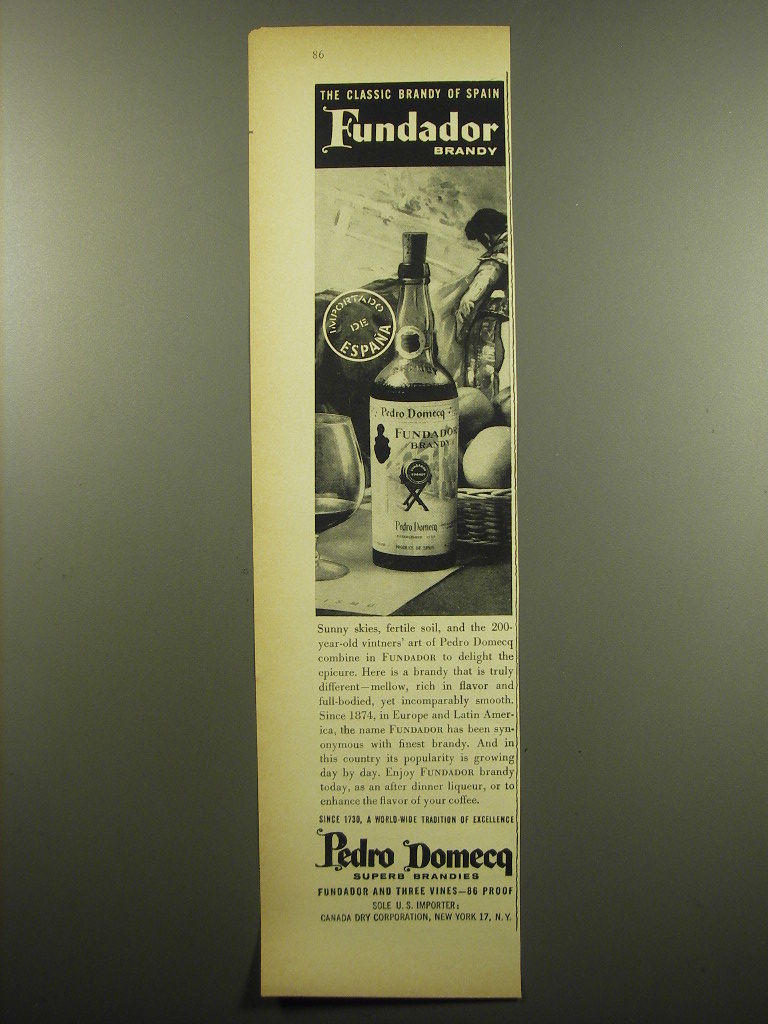 86
THE CLASSIC BRANDY OF SPAIN
Fundador
BRANDY
IMPORTADO
DE
ESPAÑA
Pedro Domecq
FUNDADOR
BRANDY
Pedro Domecq
PRODUCT OF SPAIN
Sunny skies, fertile soil, and the 200-
year-old vintners' art of Pedro Domecq
combine in FUNDADOR to delight the
epicure. Here is a brandy that is truly
different—mellow, rich in flavor and
full-bodied, yet incomparably smooth.
Since 1874, in Europe and Latin Amer-
ica, the name FUNDADOR has been syn-
onymous with finest brandy. And in
this country its popularity is growing
day by day. Enjoy FUNDADOR brandy
today, as an after dinner liqueur, or to
enhance the flavor of your coffee.
SINCE 1730, A WORLD-WIDE TRADITION OF EXCELLENCE
Pedro Domecq
SUPERB BRANDIES
FUNDADOR AND THREE VINES—86 PROOF
SOLE U. S. IMPORTER:
CANADA DRY CORPORATION, NEW YORK 17, N. Y.